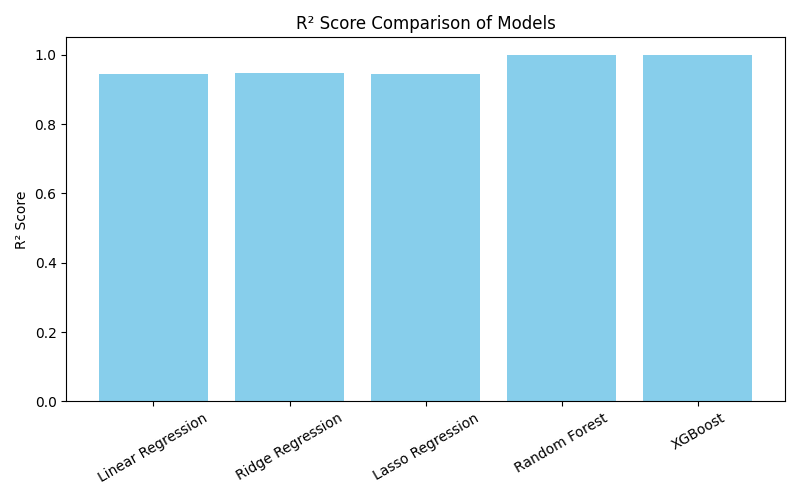 R² Score Comparison of Models
R² Score
1.0
0.8
0.6
0.4
0.2
0.0
Linear Regression
Ridge Regression
Lasso Regression
Random Forest
XGBoost